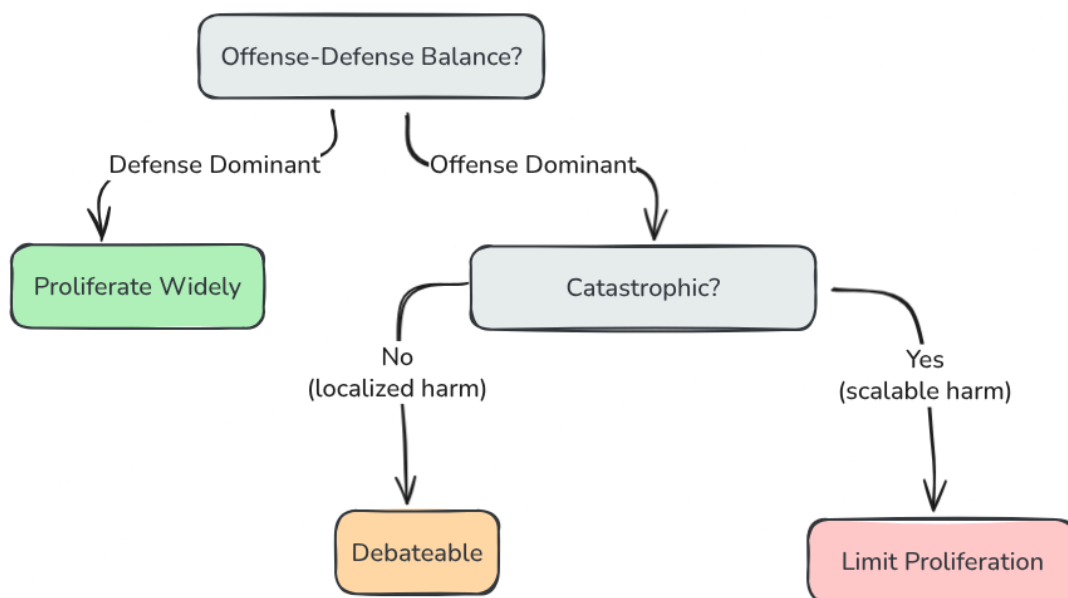 Offense-Defense Balance?
Defense Dominant
Offense Dominant
Proliferate Widely
Catastrophic?
No
(localized harm)
Yes
(scalable harm)
Debateable
Limit Proliferation